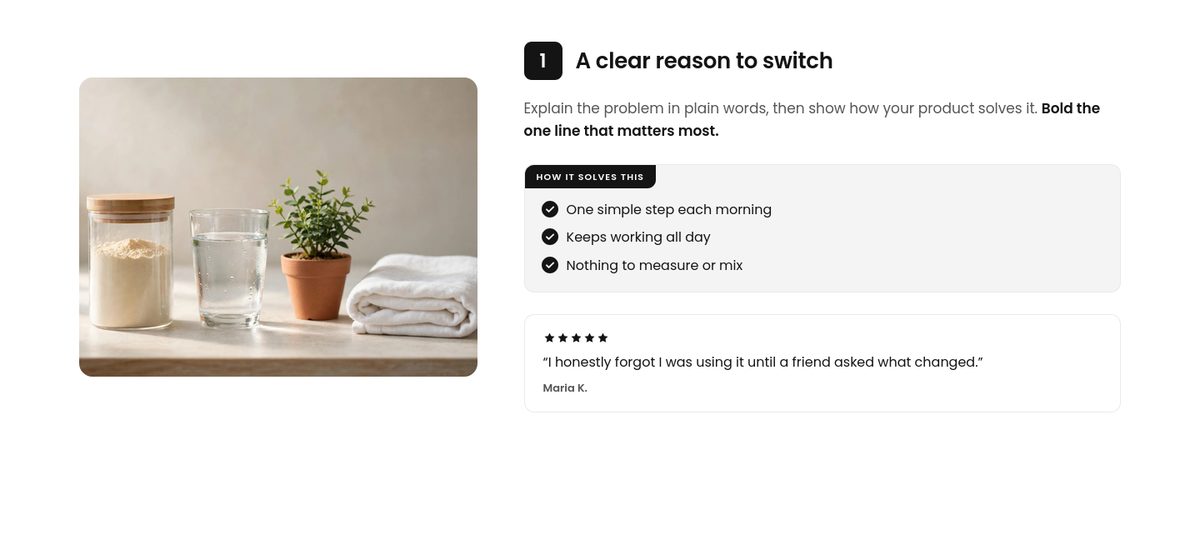 1
A clear reason to switch
Explain the problem in plain words, then show how your product solves it. Bold the
one line that matters most.
HOW IT SOLVES THIS
One simple step each morning
Keeps working all day
Nothing to measure or mix
“I honestly forgot I was using it until a friend asked what changed.”
Maria K.